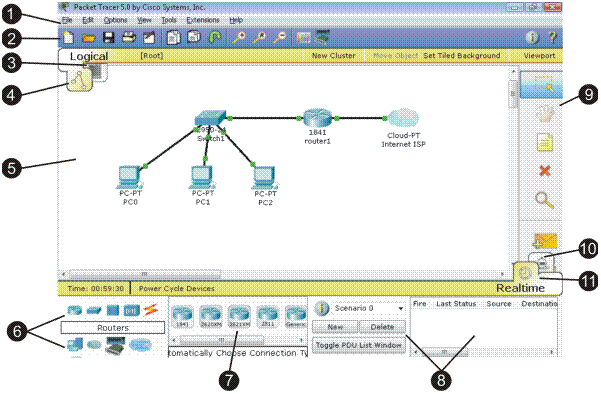 Packet Tracer 5.0 by Cisco Systems, Inc.
1
File Edit Options View Tools Extensions Help
2
Logical [Root] New Cluster Move Object Set Tiled Background Viewport
3
4
9
2950-24
Switch1
1841
router1
Cloud-PT
Internet ISP
5
PC-PT
PC0
PC-PT
PC1
PC-PT
PC2
10
11
Time: 00:59:30 Power Cycle Devices Realtime
6
Routers
1841 2620XM 2621XM 2811 Generic
utomatically Choose Connection Ty
7
Scenario 0
New Delete
Toggle PDU List Window
Fire Last Status Source Destinatio
8